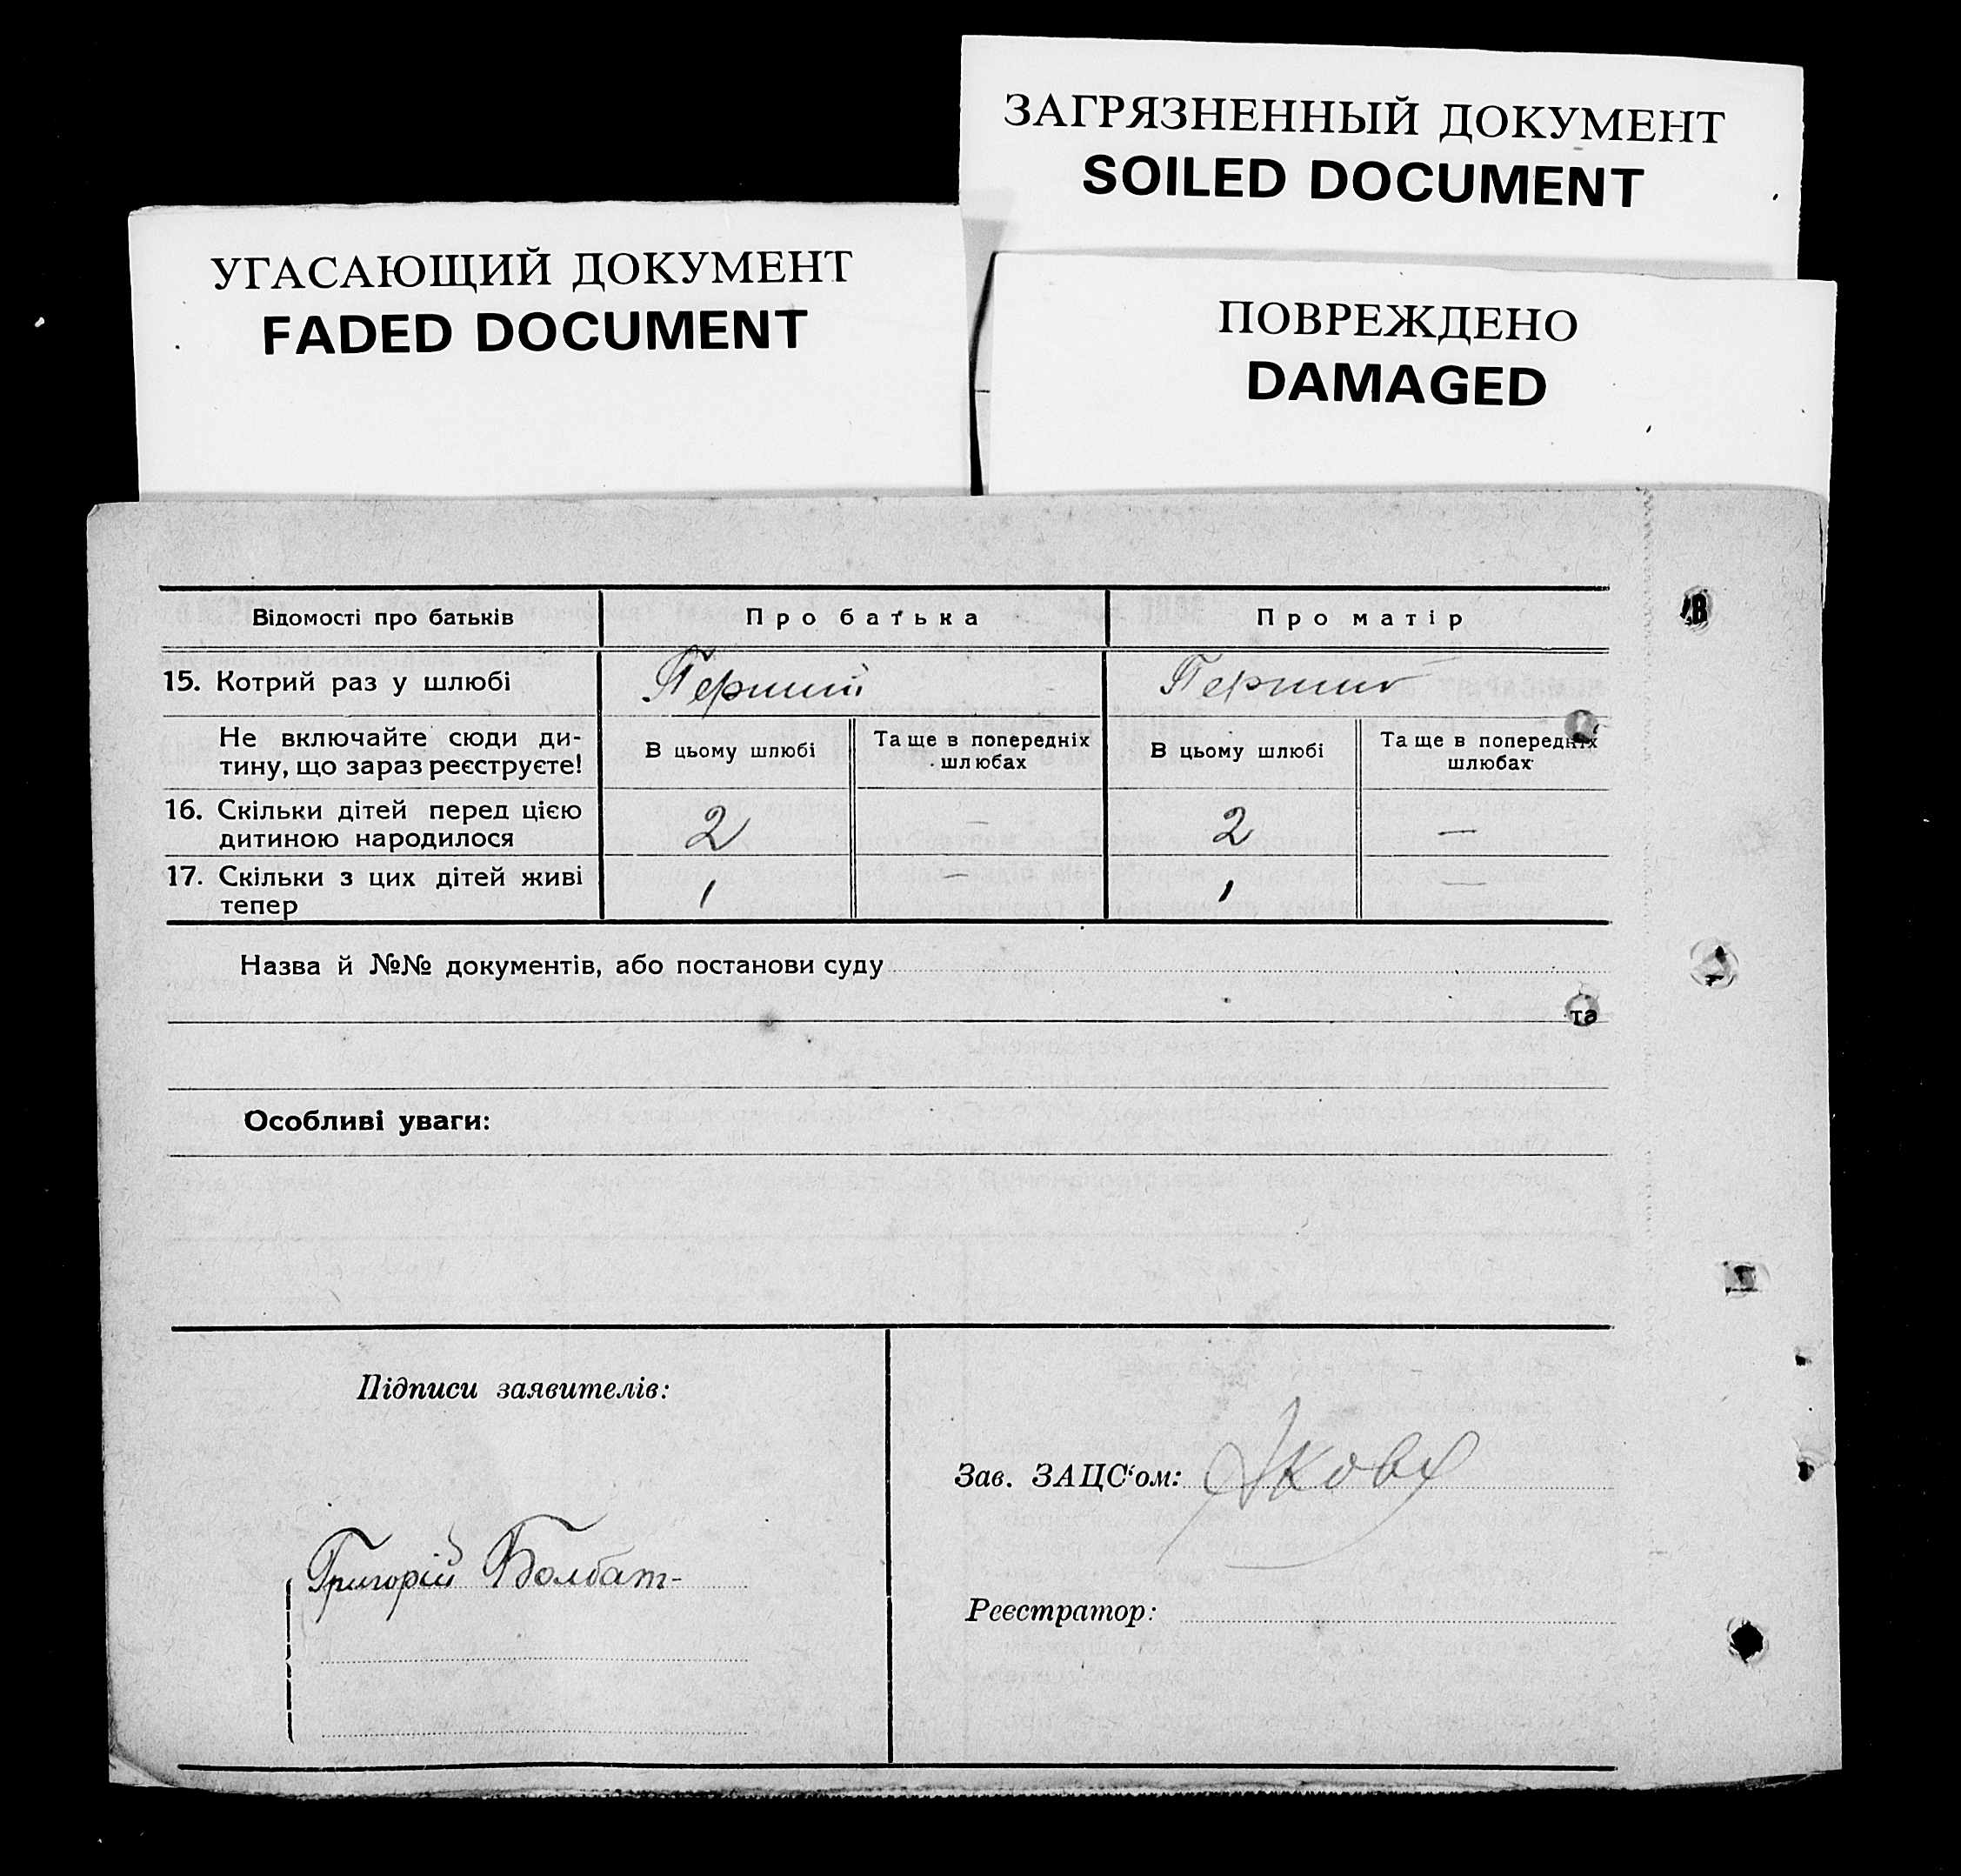 ЗАГРЯЗНЕННЫЙ ДОКУМЕНТ
SOILED DOCUMENT
УГАСАЮЩИЙ ДОКУМЕНТ
FADED DOCUMENT
ПОВРЕЖДЕНО
DAMAGED
Відомості про батьків Про батька Про матір
15. Котрий раз у шлюбі Перший Перший
Не включайте сюди ди-
тину, що зараз реєструєте!
В цьому шлюбі
Та ще в попередніх
шлюбах
В цьому шлюбі
Та ще в попередніх
шлюбах
16. Скільки дітей перед цією
дитиною народилося
2 — 2 —
17. Скільки з цих дітей живі
тепер
1 — 1 —
Назва й №№ документів, або постанови суду
та
Особливі уваги:
Підписи заявителів:
Григорій Болбат-
Зав. ЗАЦС‘ом:
Реєстратор: